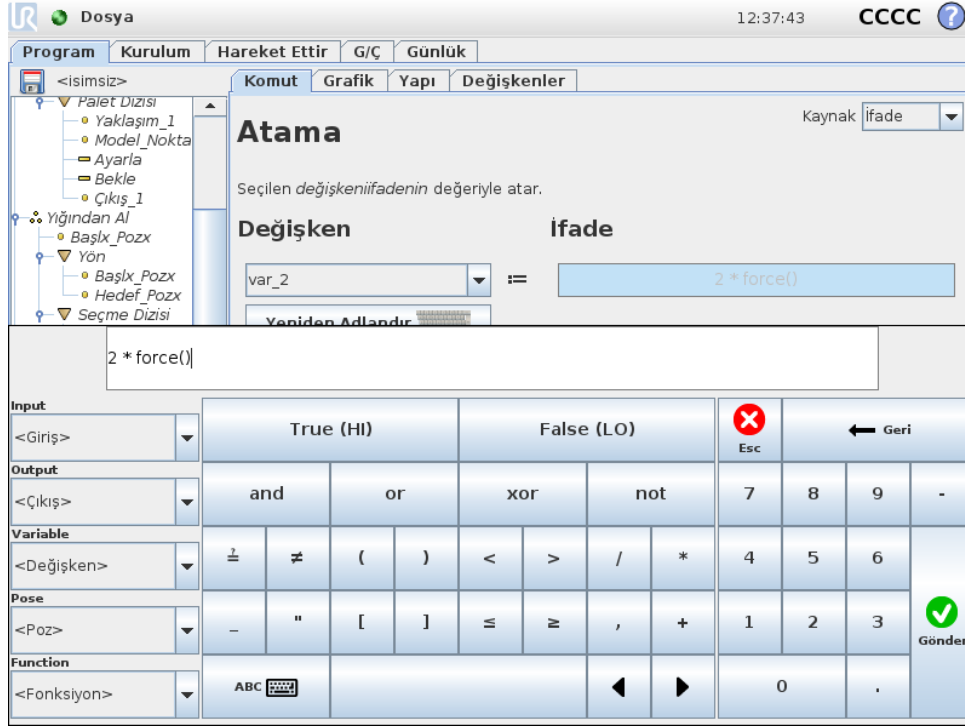 UR Dosya 12:37:43 CCCC ?
Program Kurulum Hareket Ettir G/Ç Günlük
<isimsiz>
Komut Grafik Yapı Değişkenler
Palet Dizisi
Yaklaşım_1
Model_Nokta
Ayarla
Bekle
Çıkış_1
Yığından Al
Başlx_Pozx
Yön
Başlx_Pozx
Hedef_Pozx
Seçme Dizisi
Atama
Kaynak İfade
Seçilen değişkeniifadenin değeriyle atar.
Değişken İfade
var_2 := 2 * force()
Yeniden Adlandır
2 * force()
Input
<Giriş>
Output
<Çıkış>
Variable
<Değişken>
Pose
<Poz>
Function
<Fonksiyon>
True (HI) False (LO) Esc Geri
and or xor not 7 8 9 -
≟ ≠ ( ) < > / * 4 5 6
_ " [ ] ≤ ≥ , + 1 2 3 Gönder
ABC 0 .